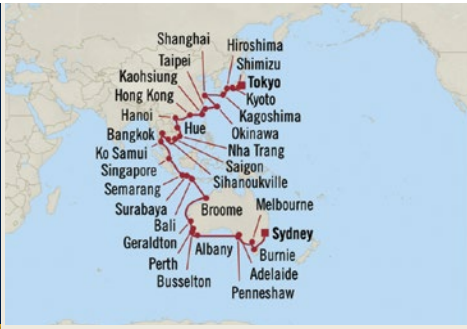 Shanghai
Hiroshima
Taipei
Shimizu
Kaohsiung
Tokyo
Hong Kong
Kyoto
Hanoi
Kagoshima
Hue
Okinawa
Bangkok
Nha Trang
Ko Samui
Saigon
Singapore
Sihanoukville
Semarang
Surabaya
Broome
Melbourne
Bali
Geraldton
Albany
Sydney
Perth
Burnie
Busselton
Adelaide
Penneshaw